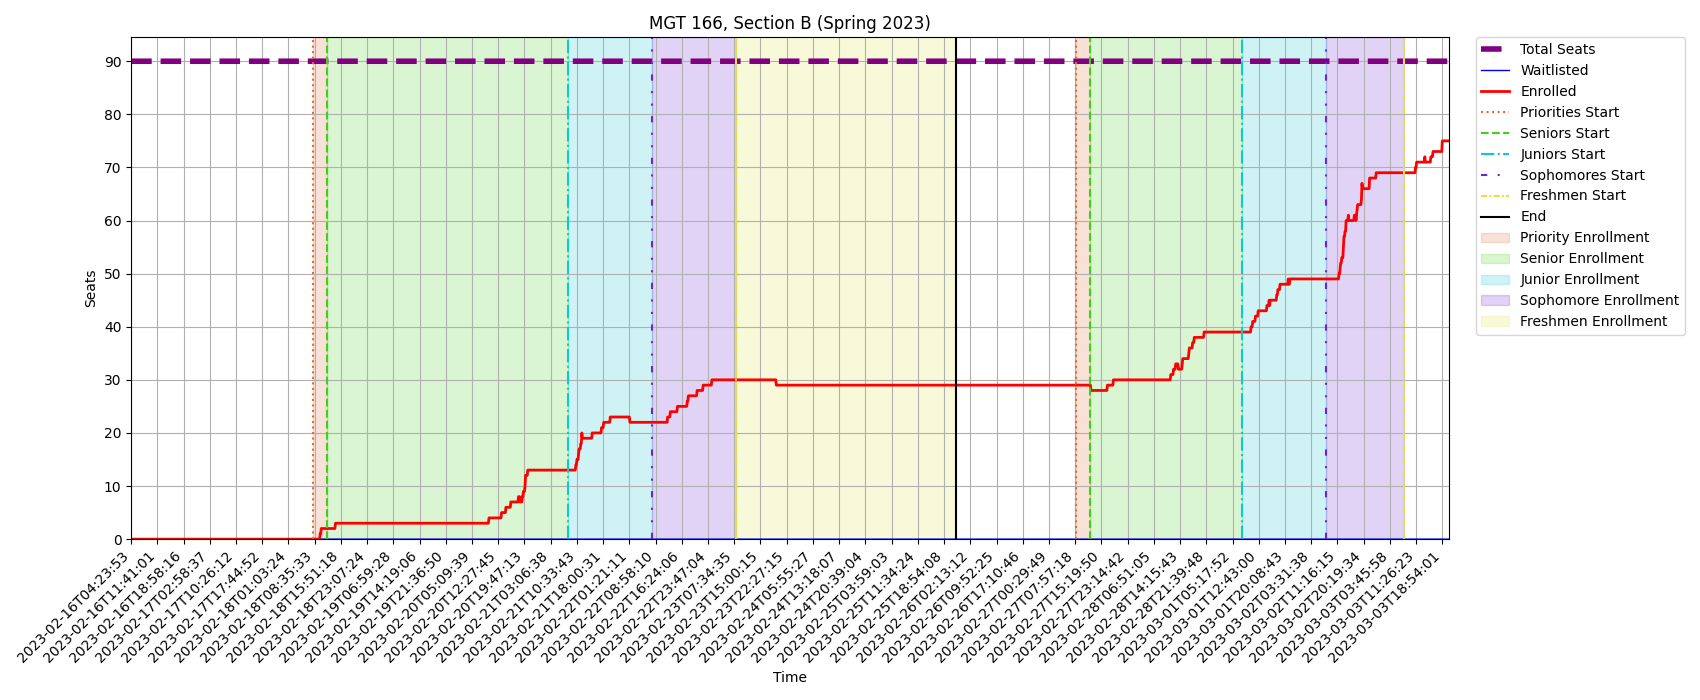 MGT 166, Section B (Spring 2023)
Seats
90
80
70
60
50
40
30
20
10
0
2023-02-16T04:23:53
2023-02-16T11:41:01
2023-02-16T18:58:16
2023-02-17T02:58:37
2023-02-17T10:26:12
2023-02-17T17:44:52
2023-02-18T01:03:24
2023-02-18T08:35:33
2023-02-18T15:51:18
2023-02-18T23:07:24
2023-02-19T06:59:28
2023-02-19T14:19:06
2023-02-19T21:36:50
2023-02-20T05:09:39
2023-02-20T12:27:45
2023-02-20T19:47:13
2023-02-21T03:06:38
2023-02-21T10:33:43
2023-02-21T18:00:31
2023-02-22T01:21:11
2023-02-22T08:58:10
2023-02-22T16:24:06
2023-02-22T23:47:04
2023-02-23T07:34:35
2023-02-23T15:00:15
2023-02-23T22:27:15
2023-02-24T05:55:27
2023-02-24T13:18:07
2023-02-24T20:39:04
2023-02-25T03:59:03
2023-02-25T11:34:24
2023-02-25T18:54:08
2023-02-26T02:13:12
2023-02-26T09:52:25
2023-02-26T17:10:46
2023-02-27T00:29:49
2023-02-27T07:57:18
2023-02-27T15:19:50
2023-02-27T23:14:42
2023-02-28T06:51:05
2023-02-28T14:15:43
2023-02-28T21:39:48
2023-03-01T05:17:52
2023-03-01T12:43:00
2023-03-01T20:08:43
2023-03-02T03:31:38
2023-03-02T11:16:15
2023-03-02T20:19:34
2023-03-03T03:45:58
2023-03-03T11:26:23
2023-03-03T18:54:01
Time
Total Seats
Waitlisted
Enrolled
Priorities Start
Seniors Start
Juniors Start
Sophomores Start
Freshmen Start
End
Priority Enrollment
Senior Enrollment
Junior Enrollment
Sophomore Enrollment
Freshmen Enrollment